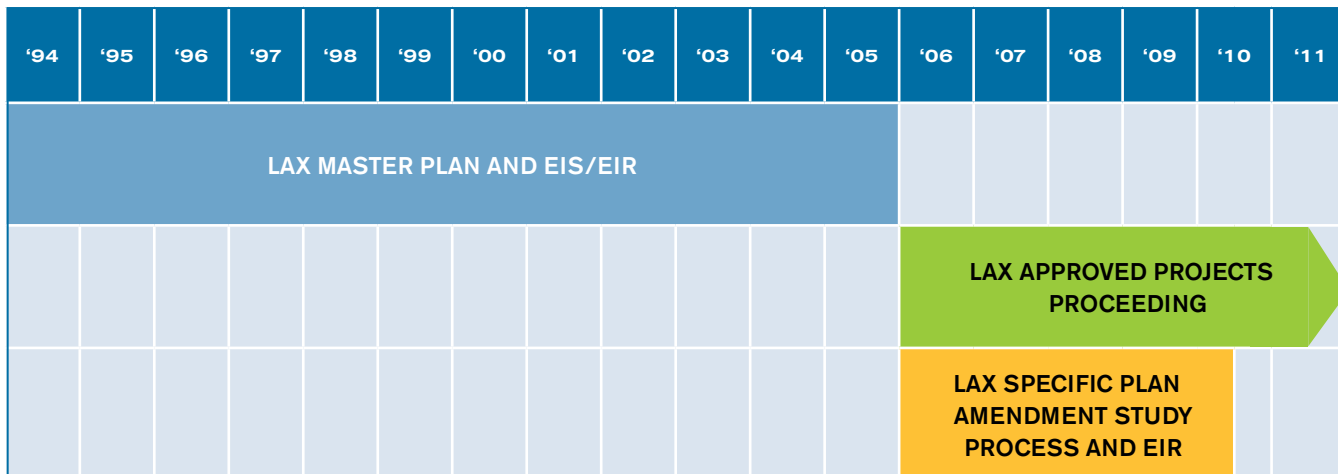 ‘94 ‘95 ‘96 ‘97 ‘98 ‘99 ‘00 ‘01 ‘02 ‘03 ‘04 ‘05 ‘06 ‘07 ‘08 ‘09 ‘10 ‘11
LAX MASTER PLAN AND EIS/EIR
LAX APPROVED PROJECTS
PROCEEDING
LAX SPECIFIC PLAN
AMENDMENT STUDY
PROCESS AND EIR